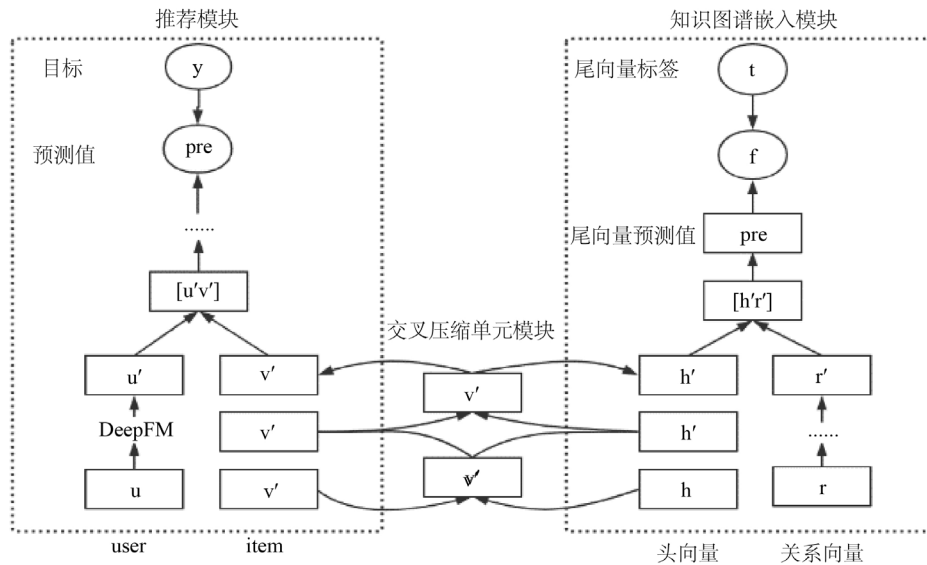 推荐模块
知识图谱嵌入模块
目标
y
预测值
pre
......
[u′v′]
u′
v′
DeepFM
v′
u
v′
user
item
交叉压缩单元模块
v′
v′
尾向量标签
t
f
尾向量预测值
pre
[h′r′]
h′
r′
h′
......
h
r
头向量
关系向量